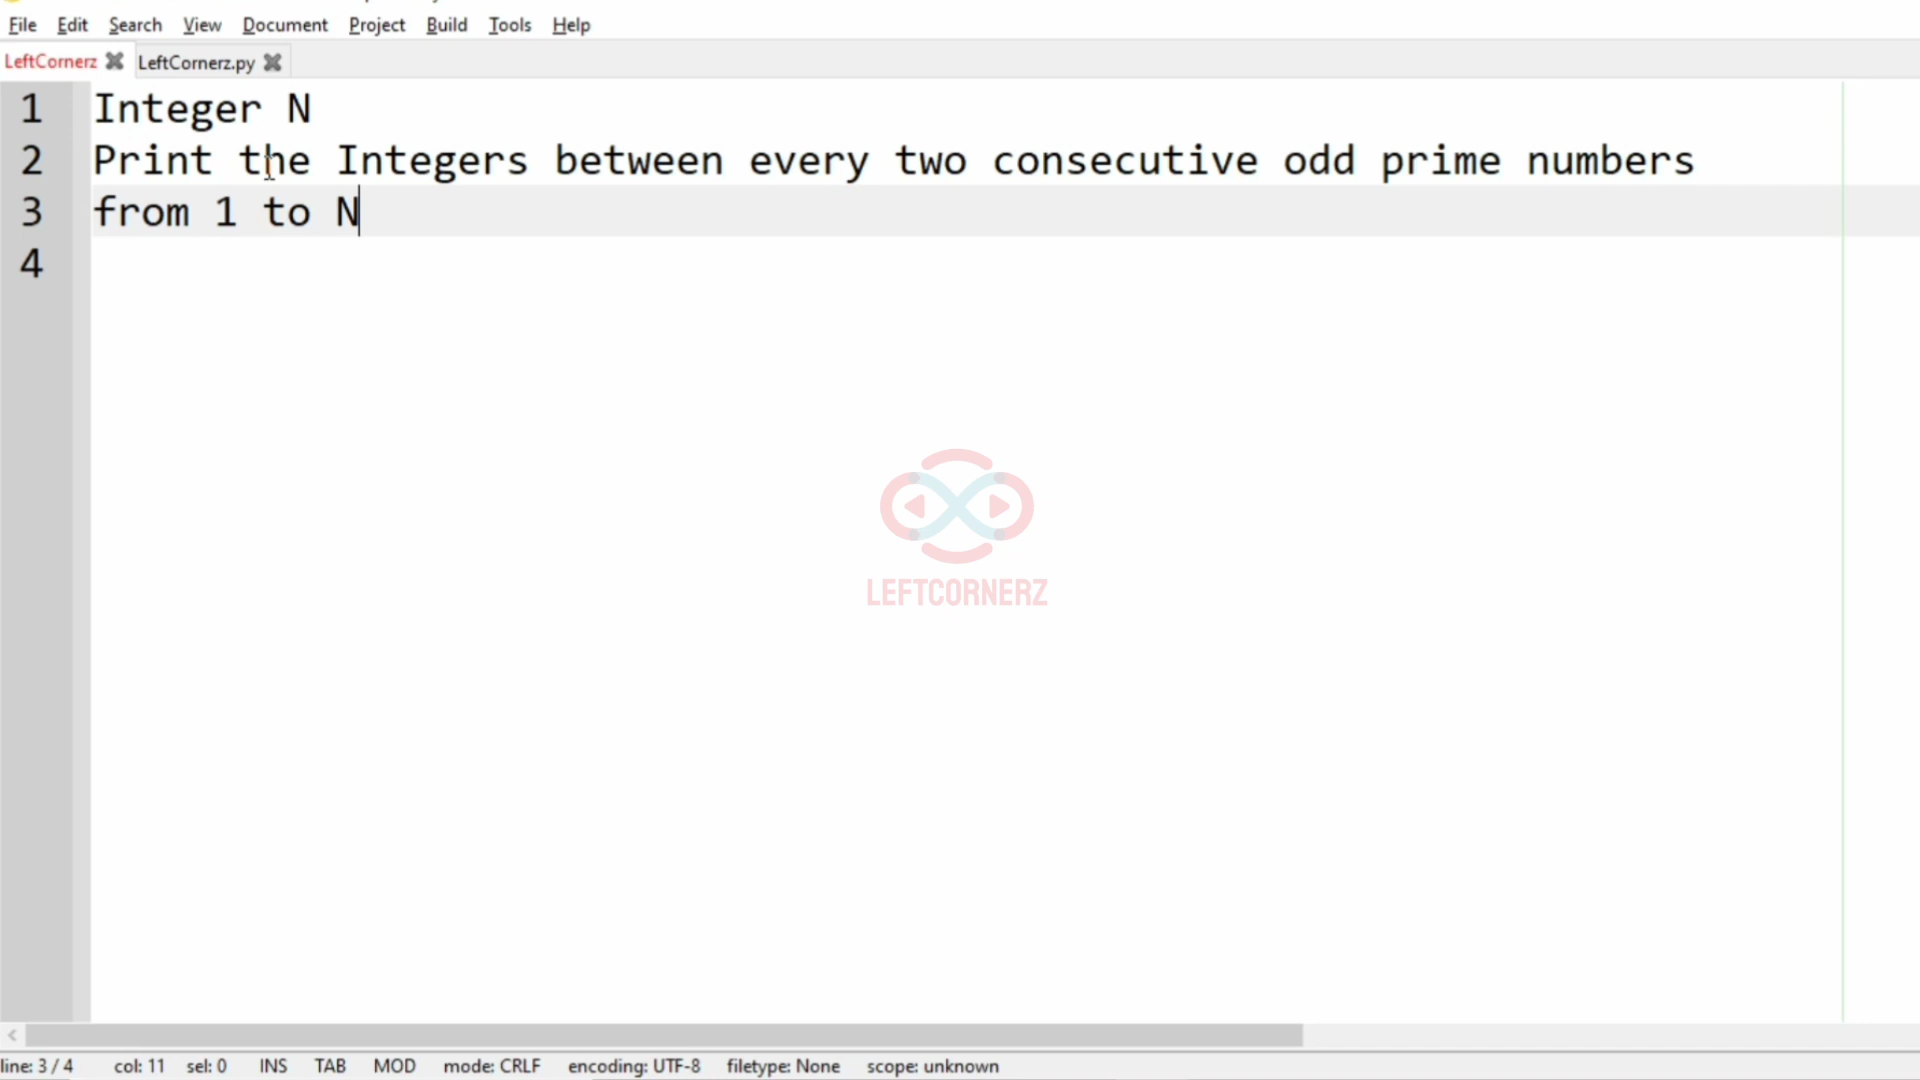 File Edit Search View Document Project Build Tools Help
LeftCornerz LeftCornerz.py
1 Integer N
2 Print the Integers between every two consecutive odd prime numbers
3 from 1 to N
4
LEFTCORNERZ
line: 3 / 4 col: 11 sel: 0 INS TAB MOD mode: CRLF encoding: UTF-8 filetype: None scope: unknown